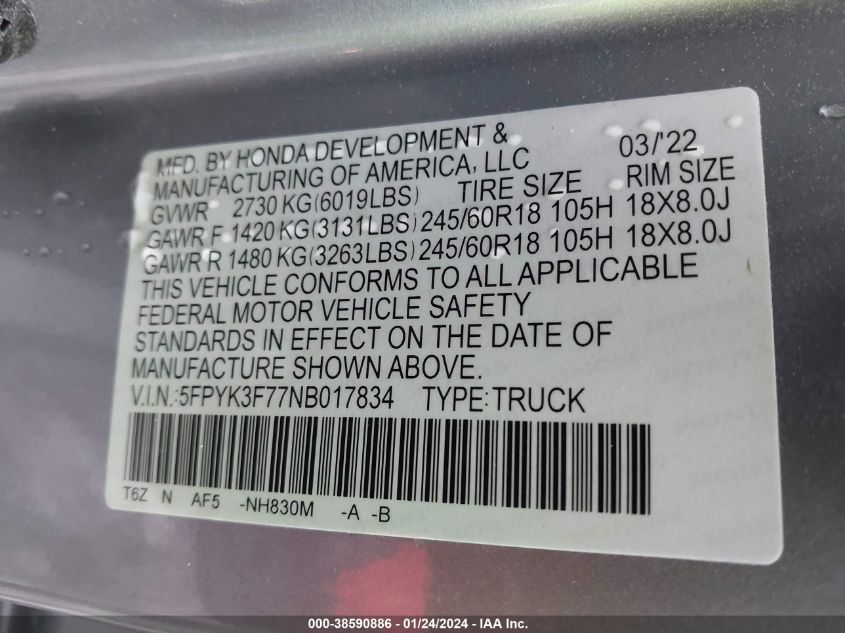 MFD. BY HONDA DEVELOPMENT & 03/'22
MANUFACTURING OF AMERICA, LLC
GVWR 2730 KG(6019LBS) TIRE SIZE RIM SIZE
GAWR F 1420 KG(3131LBS) 245/60R18 105H 18X8.0J
GAWR R 1480 KG(3263LBS) 245/60R18 105H 18X8.0J
THIS VEHICLE CONFORMS TO ALL APPLICABLE
FEDERAL MOTOR VEHICLE SAFETY
STANDARDS IN EFFECT ON THE DATE OF
MANUFACTURE SHOWN ABOVE.
V.I.N.:5FPYK3F77NB017834 TYPE:TRUCK
T6Z N AF5 -NH830M -A -B
000-38590886 / 01/24/2024 / IAA Inc.